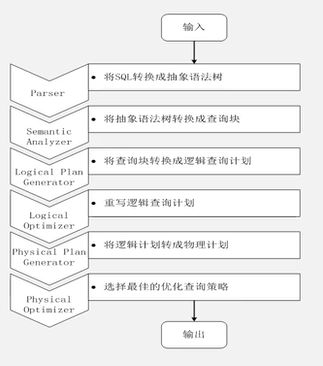 输入
Parser
• 将SQL转换成抽象语法树
Semantic
Analyzer
• 将抽象语法树转换成查询块
Logical Plan
Generator
• 将查询块转换成逻辑查询计划
Logical
Optimizer
• 重写逻辑查询计划
Physical Plan
Generator
• 将逻辑计划转成物理计划
Physical
Optimizer
• 选择最佳的优化查询策略
输出